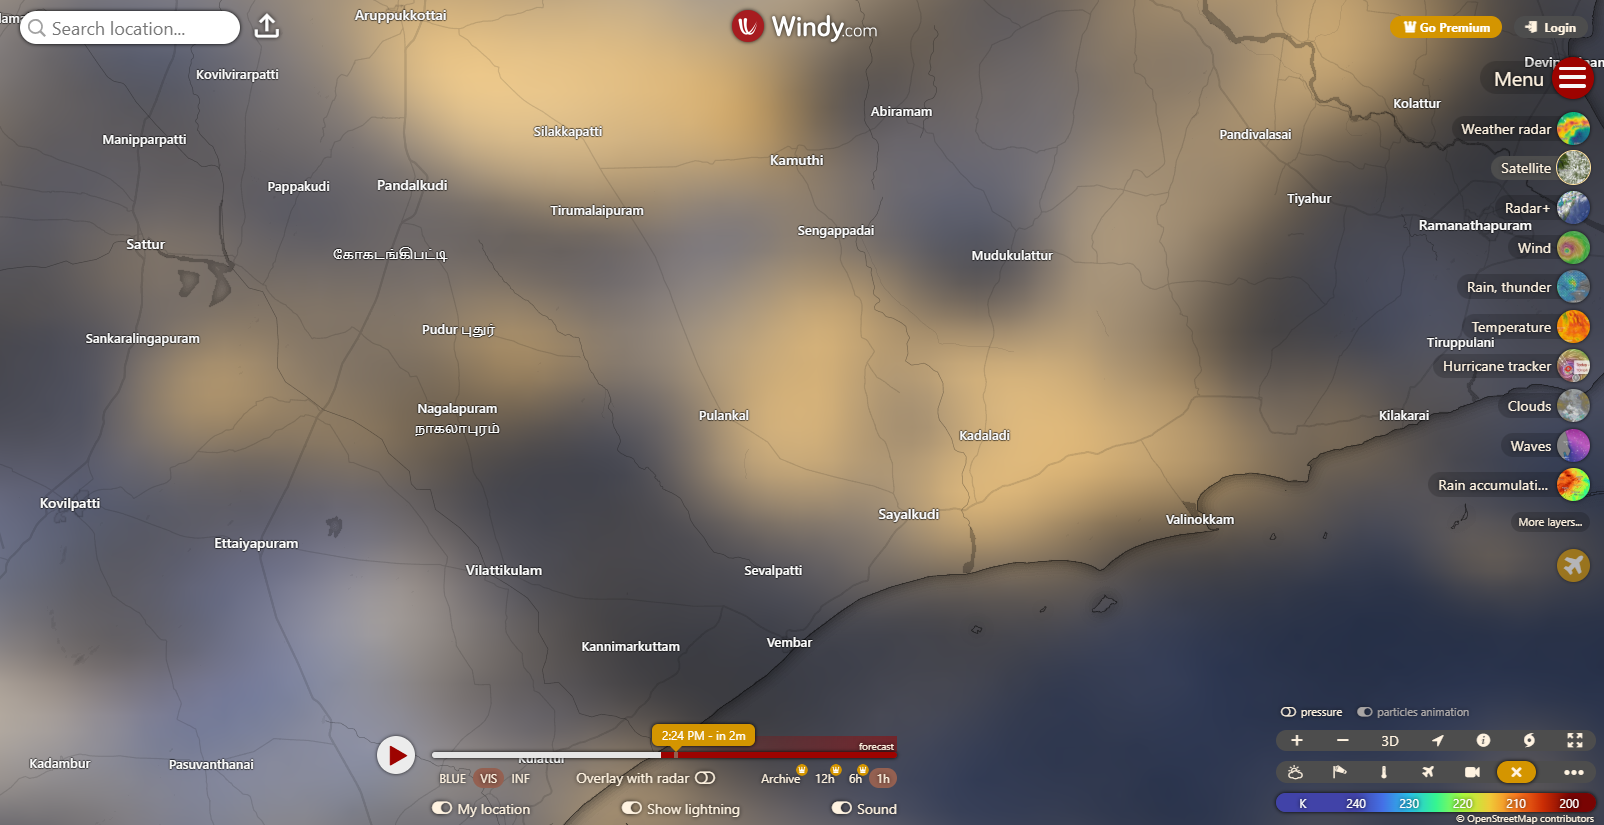 Search location...
Windy.com
Go Premium
Login
Menu
Weather radar
Satellite
Radar+
Wind
Rain, thunder
Temperature
Hurricane tracker
Clouds
Waves
Rain accumulati...
More layers...
Aruppukkottai
Kovilvirarpatti
Kolattur
Abiramam
Silakkapatti
Pandivalasai
Manipparpatti
Kamuthi
Pappakudi
Pandalkudi
Tiyahur
Tirumalaipuram
Ramanathapuram
Sengappadai
Sattur
கோகடங்கிபட்டி
Mudukulattur
Pudur புதுர்
Sankaralingapuram
Tiruppulani
Nagalapuram
நாகலாபுரம்
Pulankal
Kilakarai
Kadaladi
Kovilpatti
Sayalkudi
Valinokkam
Ettaiyapuram
Vilattikulam
Sevalpatti
Kannimarkuttam
Vembar
Kadambur
Pasuvanthanai
Kulattur
2:24 PM - in 2m
forecast
BLUE VIS INF
Overlay with radar
Archive 12h 6h 1h
My location
Show lightning
Sound
pressure
particles animation
+ − 3D
K 240 230 220 210 200
© OpenStreetMap contributors